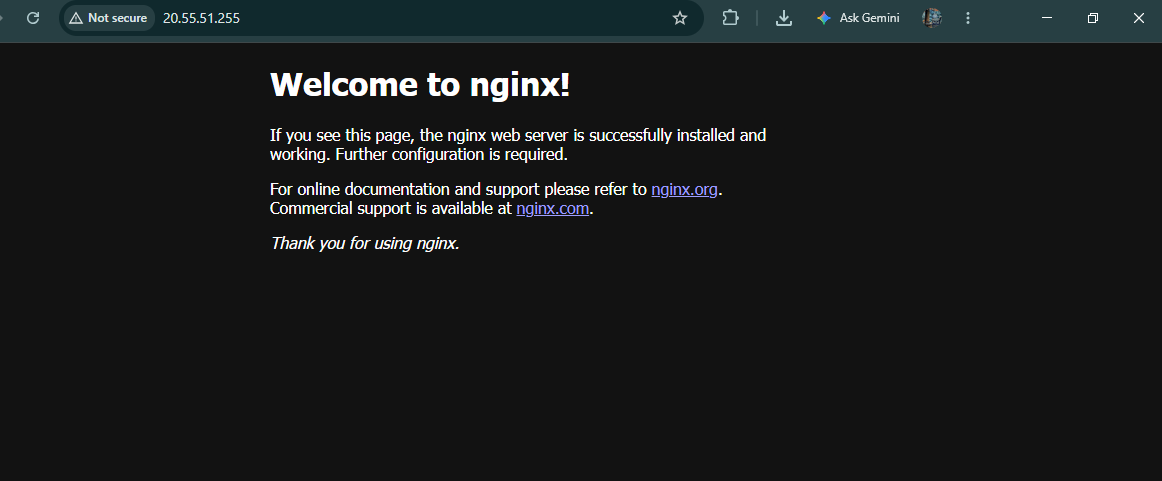 Not secure 20.55.51.255 Ask Gemini
Welcome to nginx!
If you see this page, the nginx web server is successfully installed and
working. Further configuration is required.
For online documentation and support please refer to nginx.org.
Commercial support is available at nginx.com.
Thank you for using nginx.